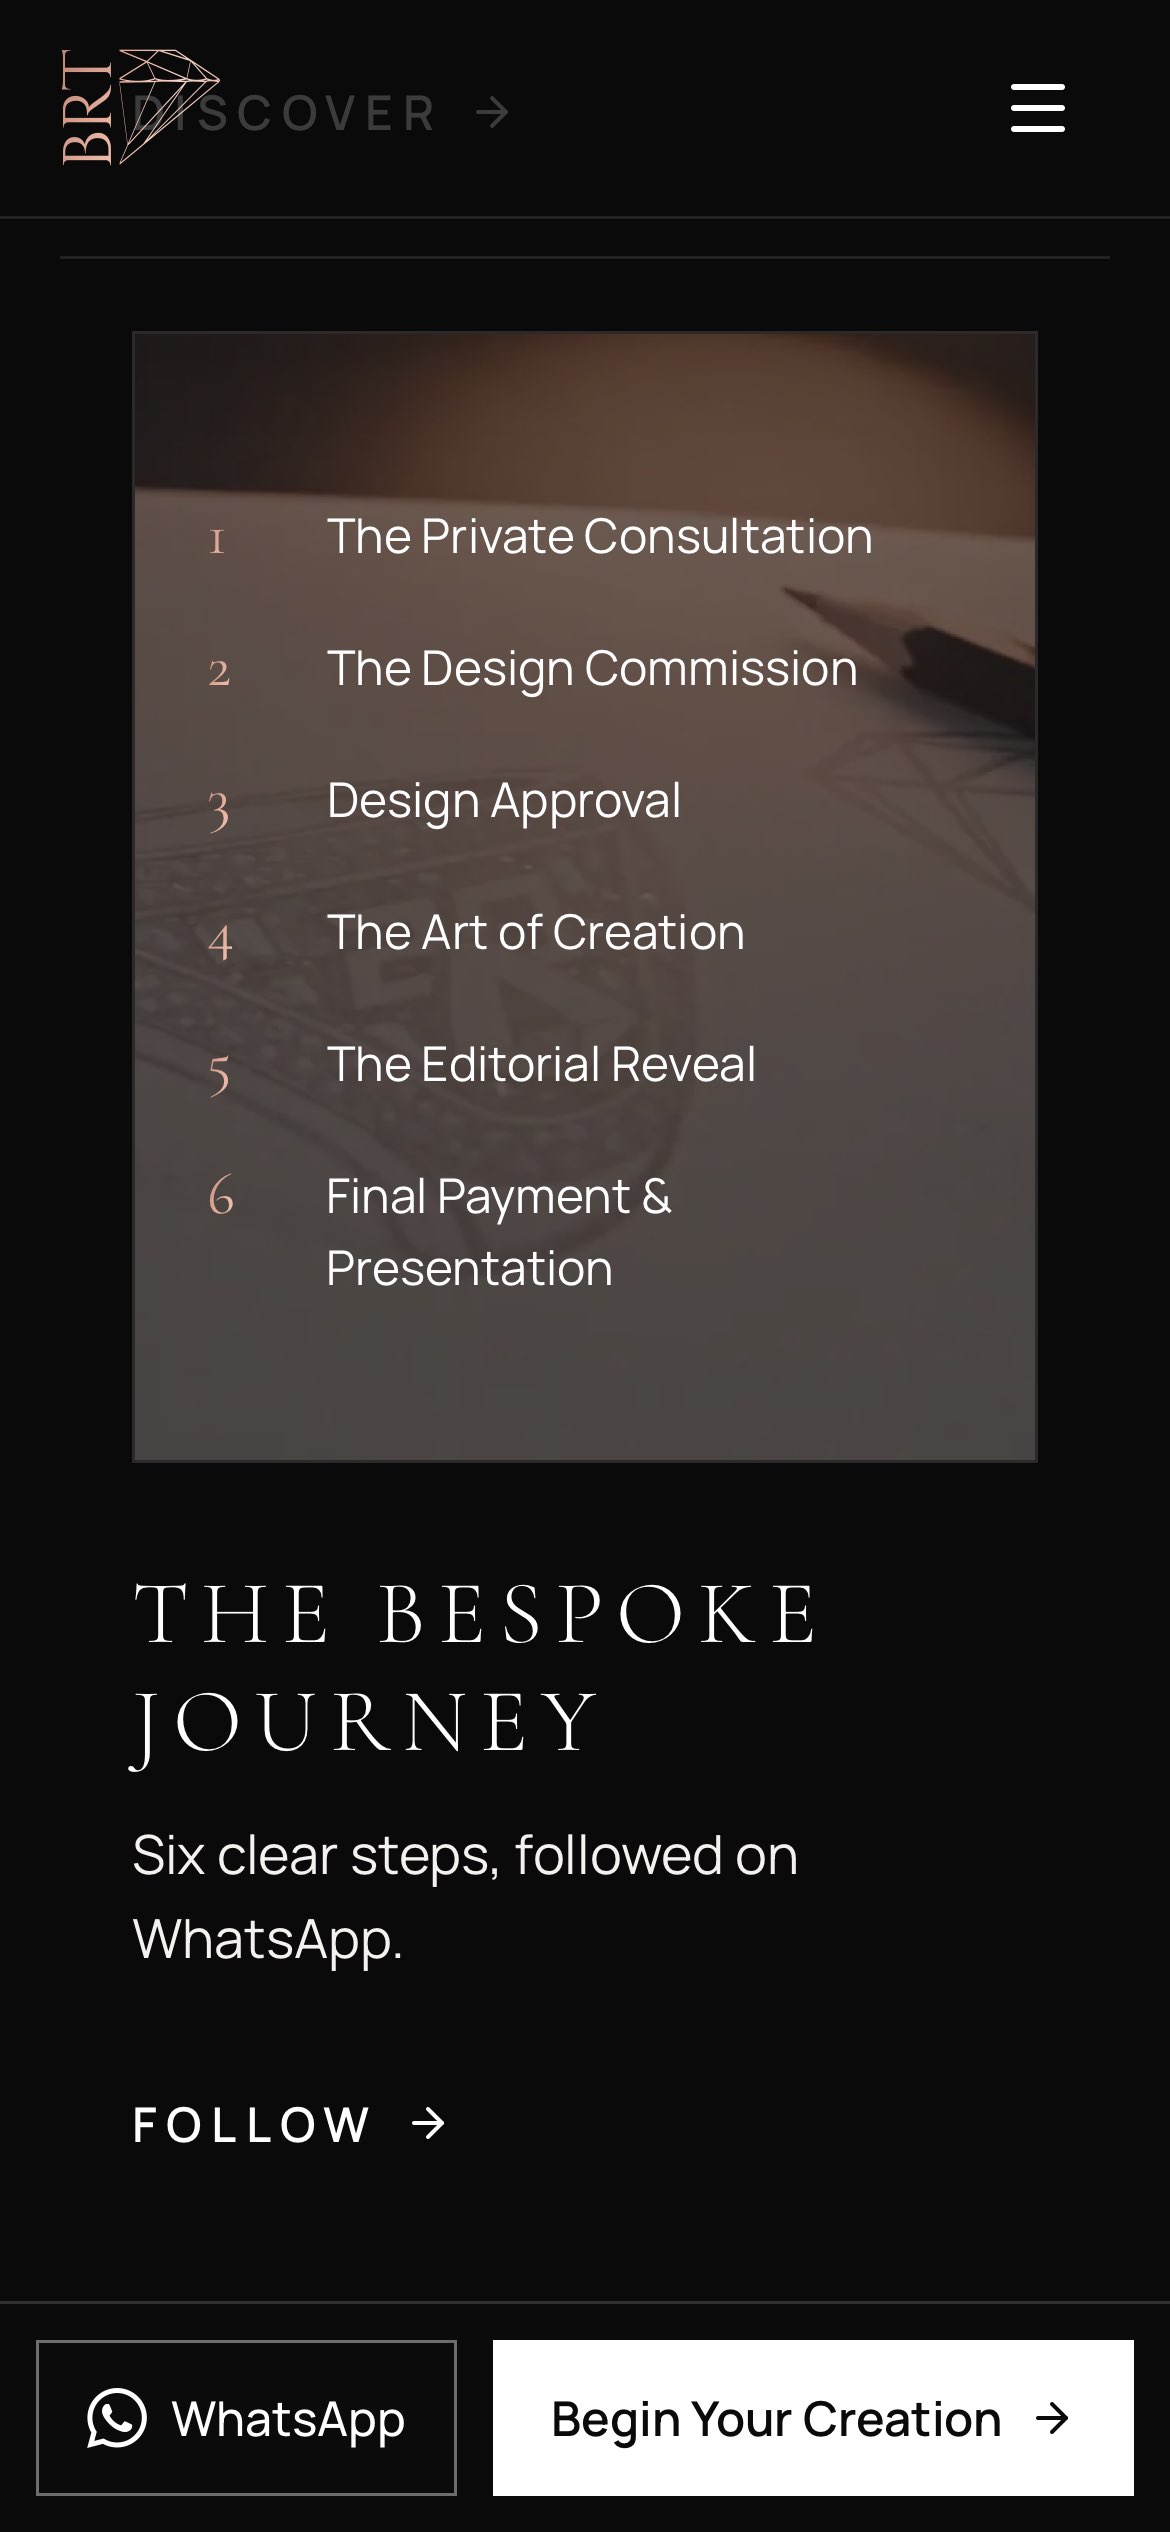 BRT
DISCOVER →
1 The Private Consultation
2 The Design Commission
3 Design Approval
4 The Art of Creation
5 The Editorial Reveal
6 Final Payment &
Presentation
THE BESPOKE
JOURNEY
Six clear steps, followed on
WhatsApp.
FOLLOW →
WhatsApp
Begin Your Creation →